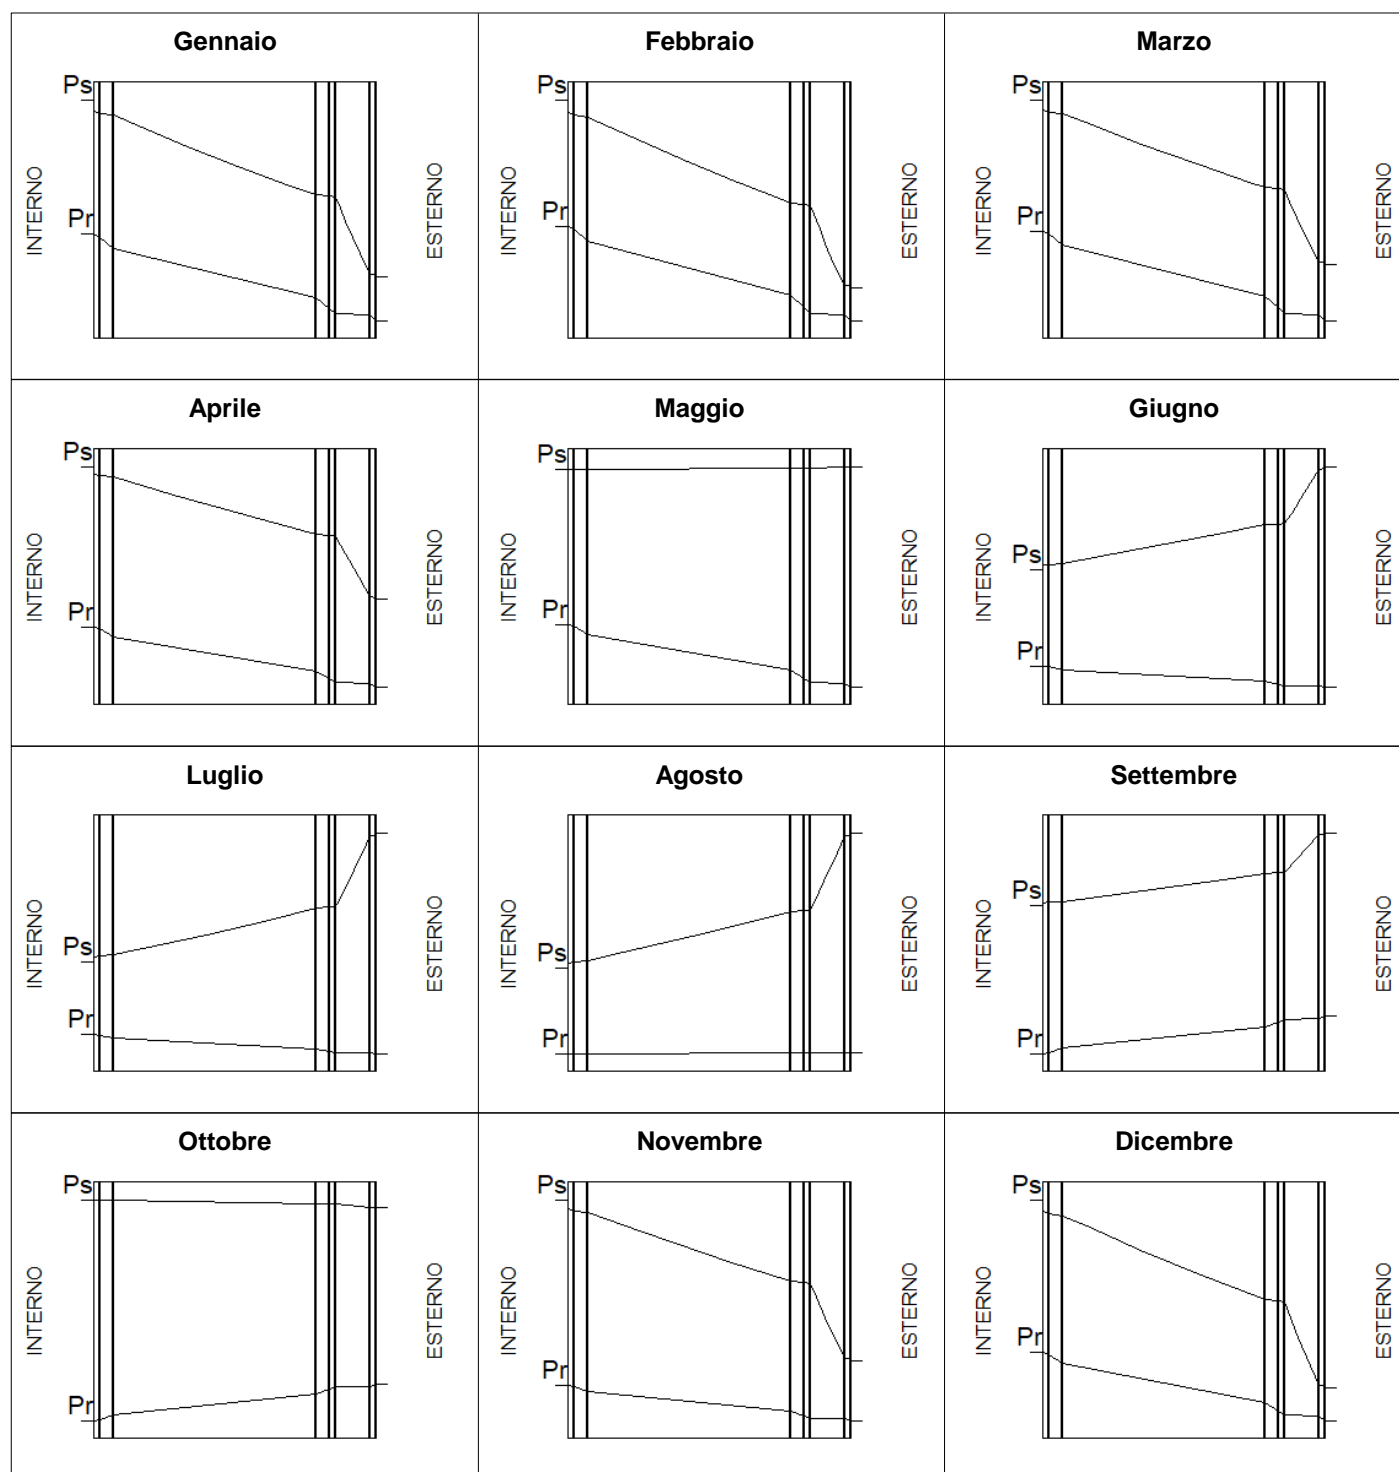 Gennaio
Ps
Pr
INTERNO
ESTERNO
Febbraio
Ps
Pr
INTERNO
ESTERNO
Marzo
Ps
Pr
INTERNO
ESTERNO
Aprile
Ps
Pr
INTERNO
ESTERNO
Maggio
Ps
Pr
INTERNO
ESTERNO
Giugno
Ps
Pr
INTERNO
ESTERNO
Luglio
Ps
Pr
INTERNO
ESTERNO
Agosto
Ps
Pr
INTERNO
ESTERNO
Settembre
Ps
Pr
INTERNO
ESTERNO
Ottobre
Ps
Pr
INTERNO
ESTERNO
Novembre
Ps
Pr
INTERNO
ESTERNO
Dicembre
Ps
Pr
INTERNO
ESTERNO